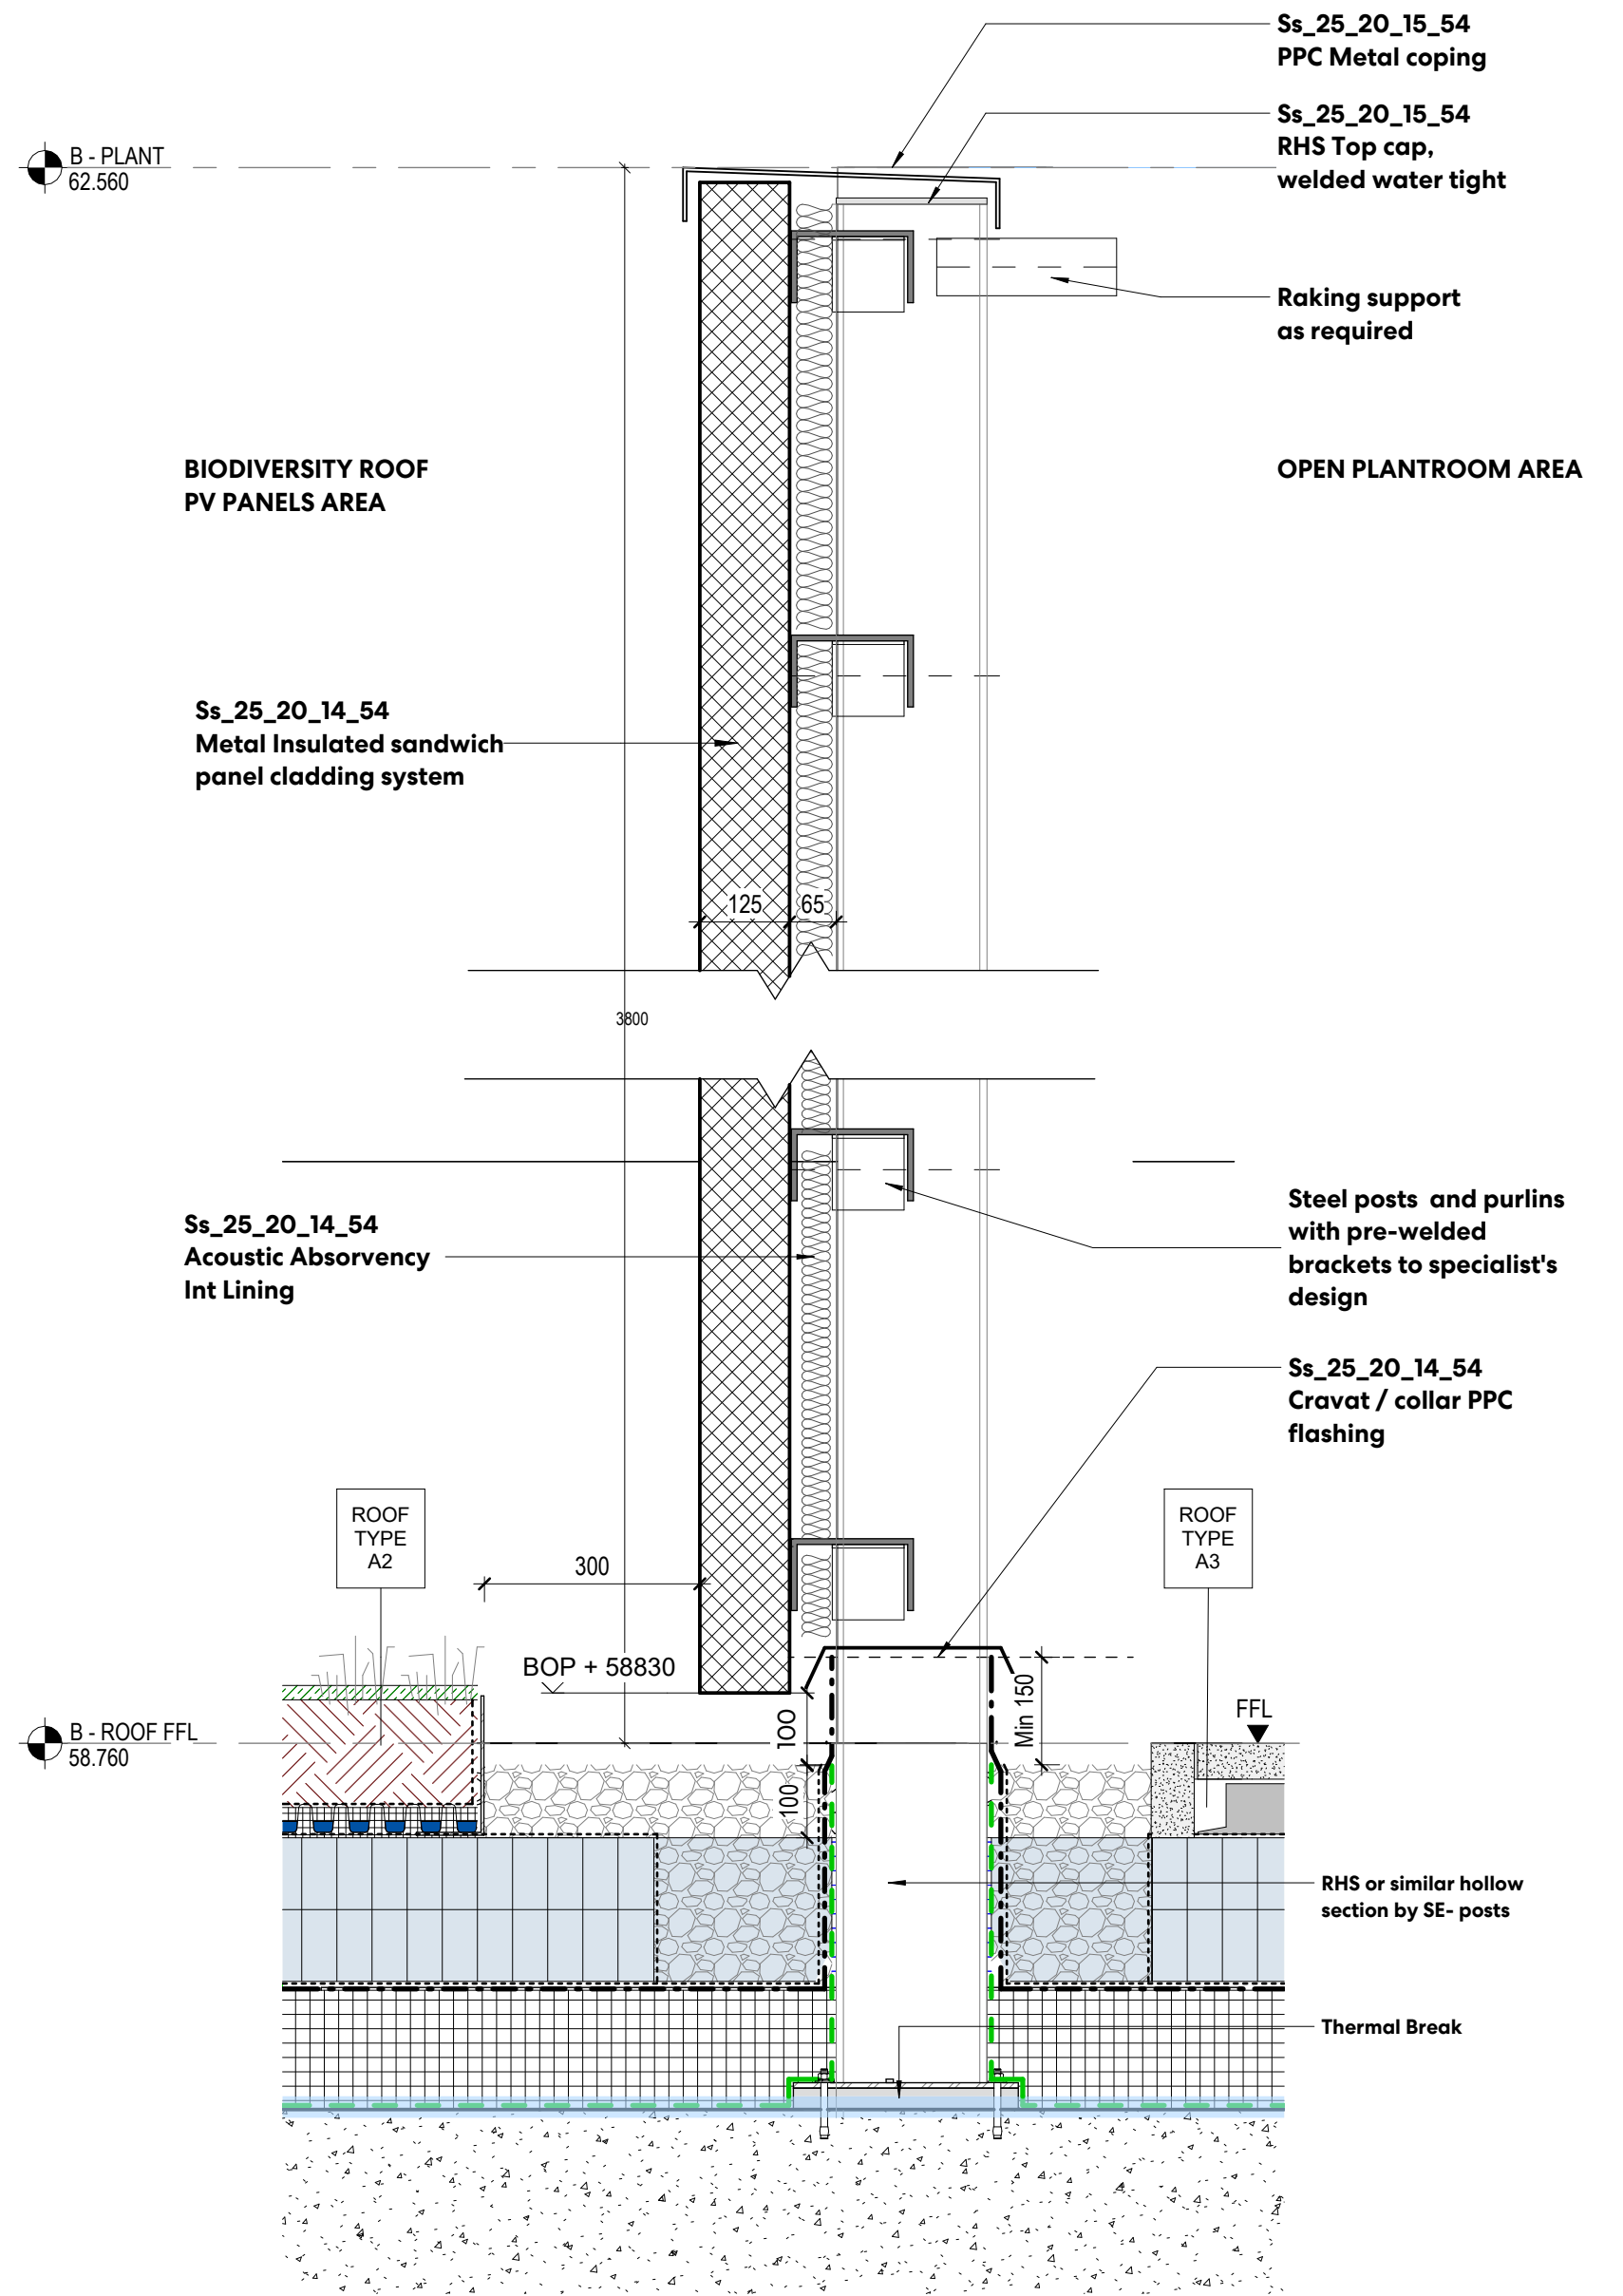 Ss_25_20_15_54
PPC Metal coping
Ss_25_20_15_54
RHS Top cap,
welded water tight
B - PLANT
62.560
Raking support
as required
BIODIVERSITY ROOF
PV PANELS AREA
OPEN PLANTROOM AREA
Ss_25_20_14_54
Metal Insulated sandwich
panel cladding system
125
65
3800
Ss_25_20_14_54
Acoustic Absorvency
Int Lining
Steel posts and purlins
with pre-welded
brackets to specialist's
design
Ss_25_20_14_54
Cravat / collar PPC
flashing
ROOF
TYPE
A2
ROOF
TYPE
A3
300
BOP + 58830
Min 150
100
100
FFL
B - ROOF FFL
58.760
RHS or similar hollow
section by SE- posts
Thermal Break